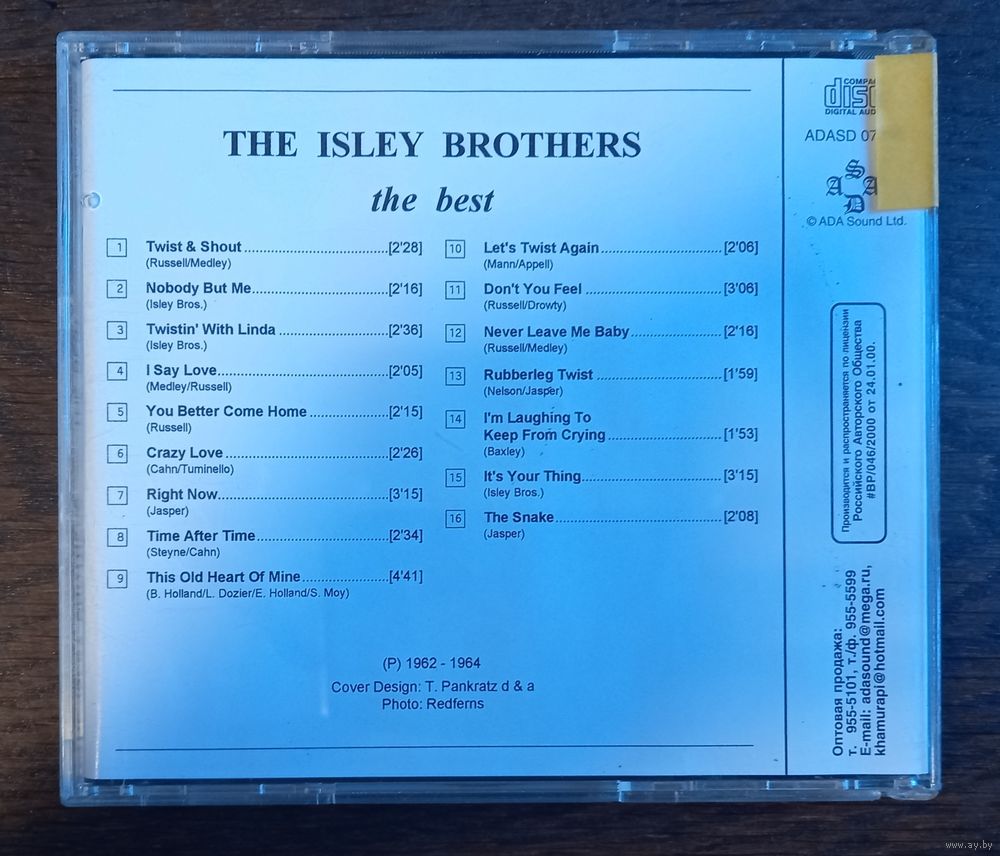 THE ISLEY BROTHERS
the best
1 Twist & Shout [2'28]
(Russell/Medley)
2 Nobody But Me [2'16]
(Isley Bros.)
3 Twistin' With Linda [2'36]
(Isley Bros.)
4 I Say Love [2'05]
(Medley/Russell)
5 You Better Come Home [2'15]
(Russell)
6 Crazy Love [2'26]
(Cahn/Tuminello)
7 Right Now [3'15]
(Jasper)
8 Time After Time [2'34]
(Steyne/Cahn)
9 This Old Heart Of Mine [4'41]
(B. Holland/L. Dozier/E. Holland/S. Moy)
10 Let's Twist Again [2'06]
(Mann/Appell)
11 Don't You Feel [3'06]
(Russell/Drowty)
12 Never Leave Me Baby [2'16]
(Russell/Medley)
13 Rubberleg Twist [1'59]
(Nelson/Jasper)
14 I'm Laughing To
Keep From Crying [1'53]
(Baxley)
15 It's Your Thing [3'15]
(Isley Bros.)
16 The Snake [2'08]
(Jasper)
(P) 1962 - 1964
Cover Design: T. Pankratz d & a
Photo: Redferns
disc
DIGITAL
ADASD
A S A D
© ADA Sound Ltd.
Производится и распространяется по лицензии
Российского Авторского Общества
#ВР/046/2000 от 24.01.00.
Оптовая продажа:
т. 955-5101, т./ф. 955-5599
E-mail: adasound@mega.ru,
khamurapi@hotmail.com
www.ay.by